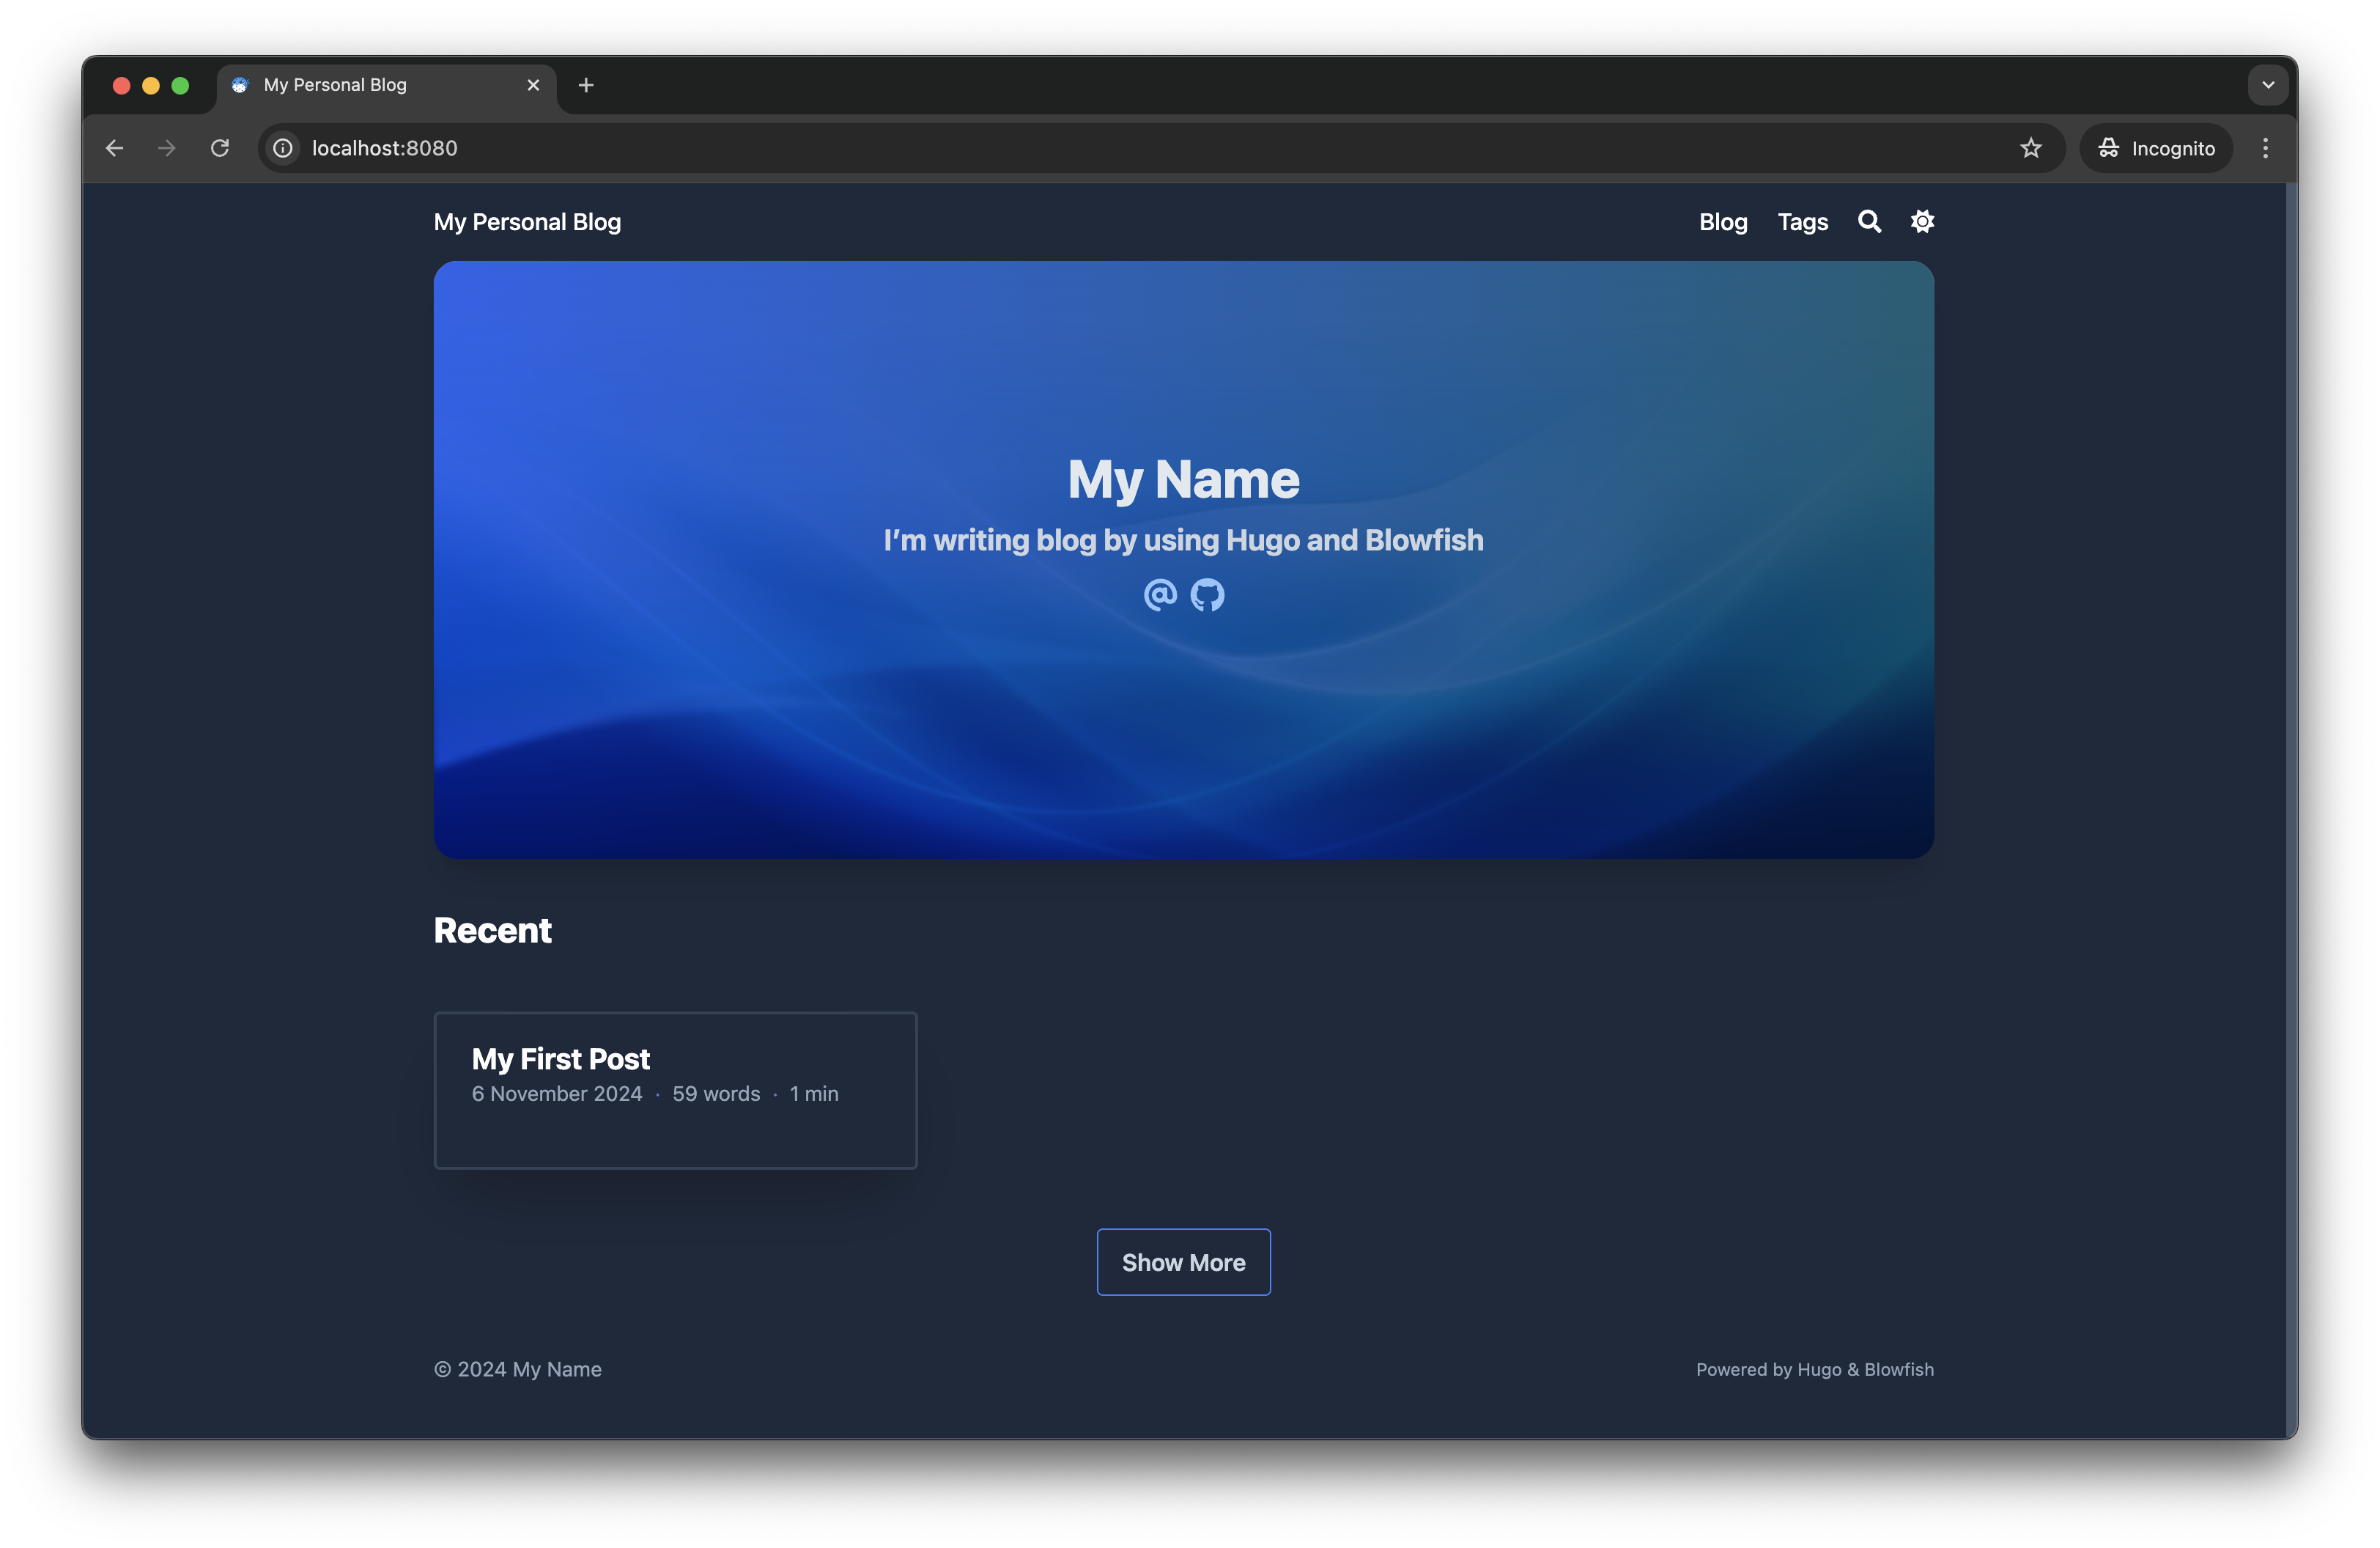 My Personal Blog
localhost:8080
Incognito
My Personal Blog
Blog Tags
My Name
I’m writing blog by using Hugo and Blowfish
Recent
My First Post
6 November 2024 · 59 words · 1 min
Show More
© 2024 My Name
Powered by Hugo & Blowfish